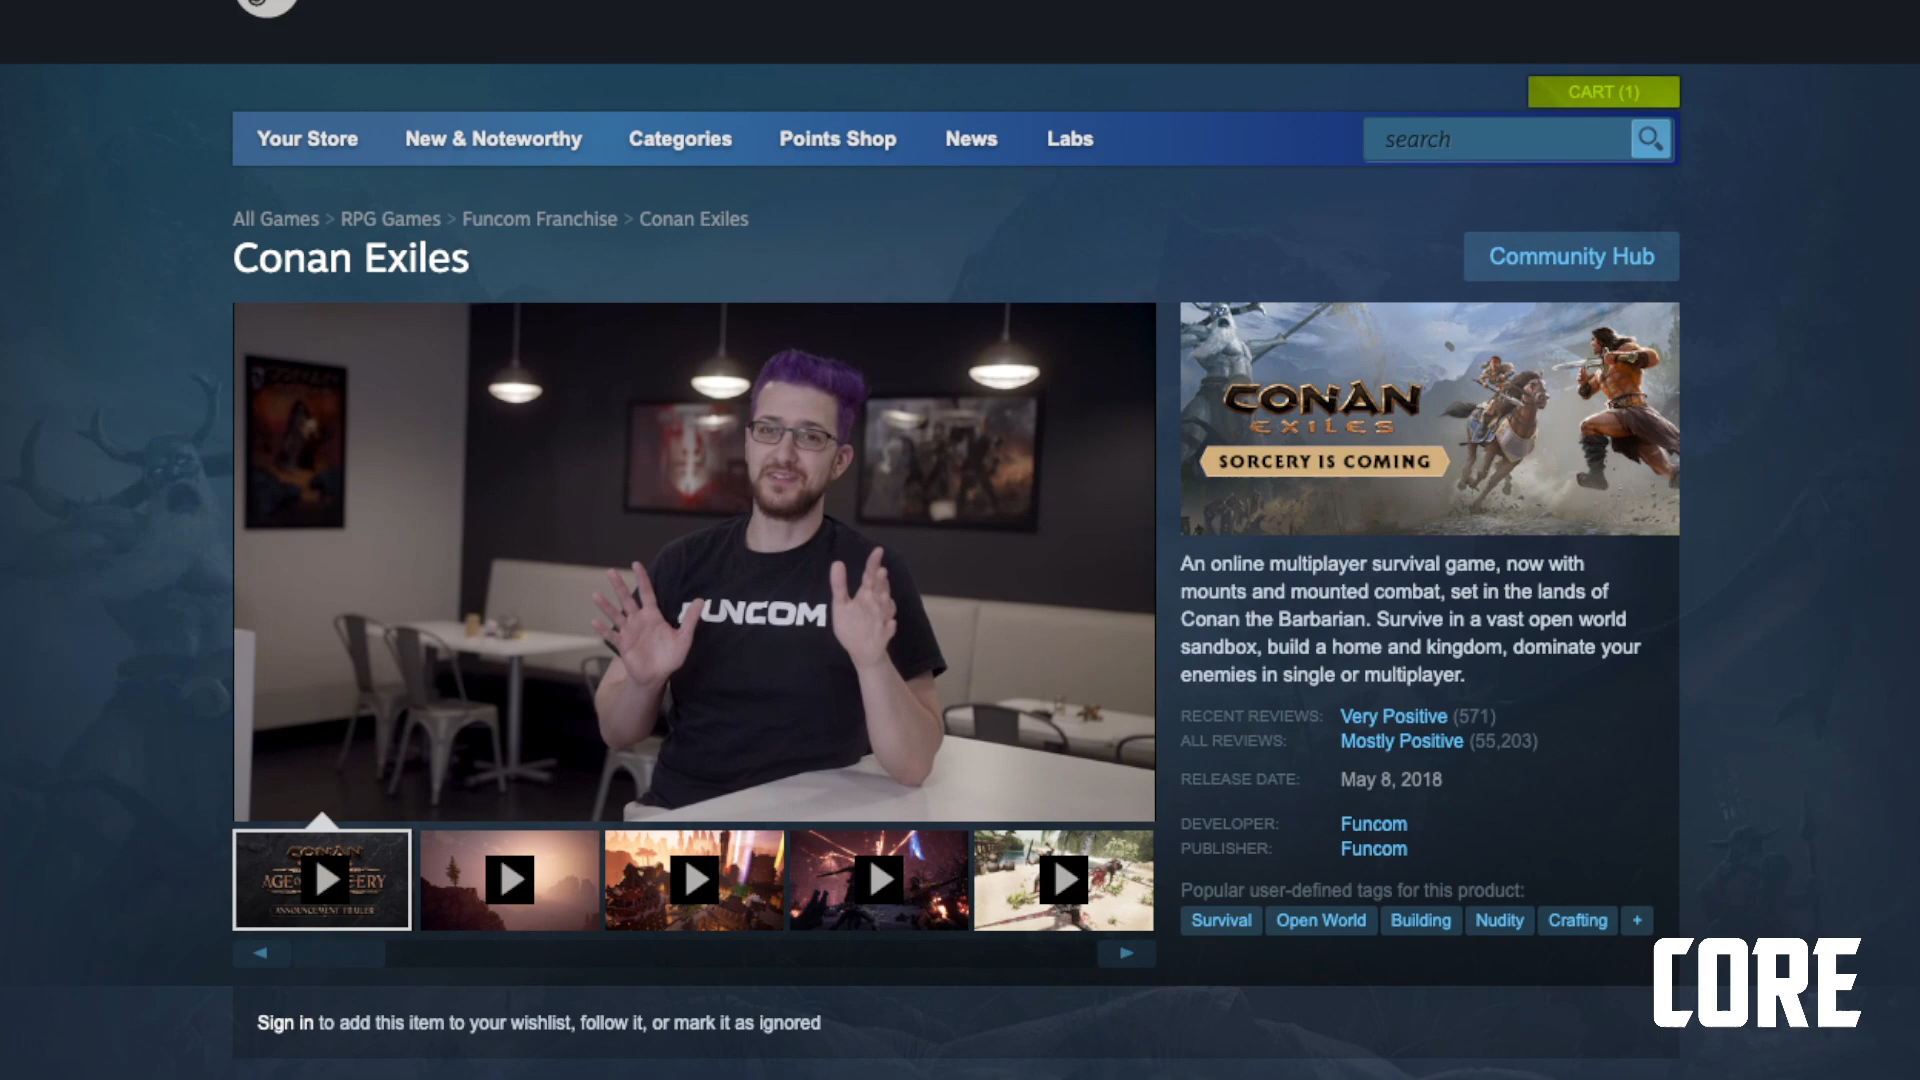 CART (1)
Your Store New & Noteworthy Categories Points Shop News Labs search
All Games > RPG Games > Funcom Franchise > Conan Exiles
Conan Exiles
Community Hub
FUNCOM
CONAN
EXILES
SORCERY IS COMING
An online multiplayer survival game, now with
mounts and mounted combat, set in the lands of
Conan the Barbarian. Survive in a vast open world
sandbox, build a home and kingdom, dominate your
enemies in single or multiplayer.
RECENT REVIEWS: Very Positive (571)
ALL REVIEWS: Mostly Positive (55,203)
RELEASE DATE: May 8, 2018
DEVELOPER: Funcom
PUBLISHER: Funcom
Popular user-defined tags for this product:
Survival Open World Building Nudity Crafting +
CONAN
ANNOUNCEMENT TRAILER
Sign in to add this item to your wishlist, follow it, or mark it as ignored
CORE